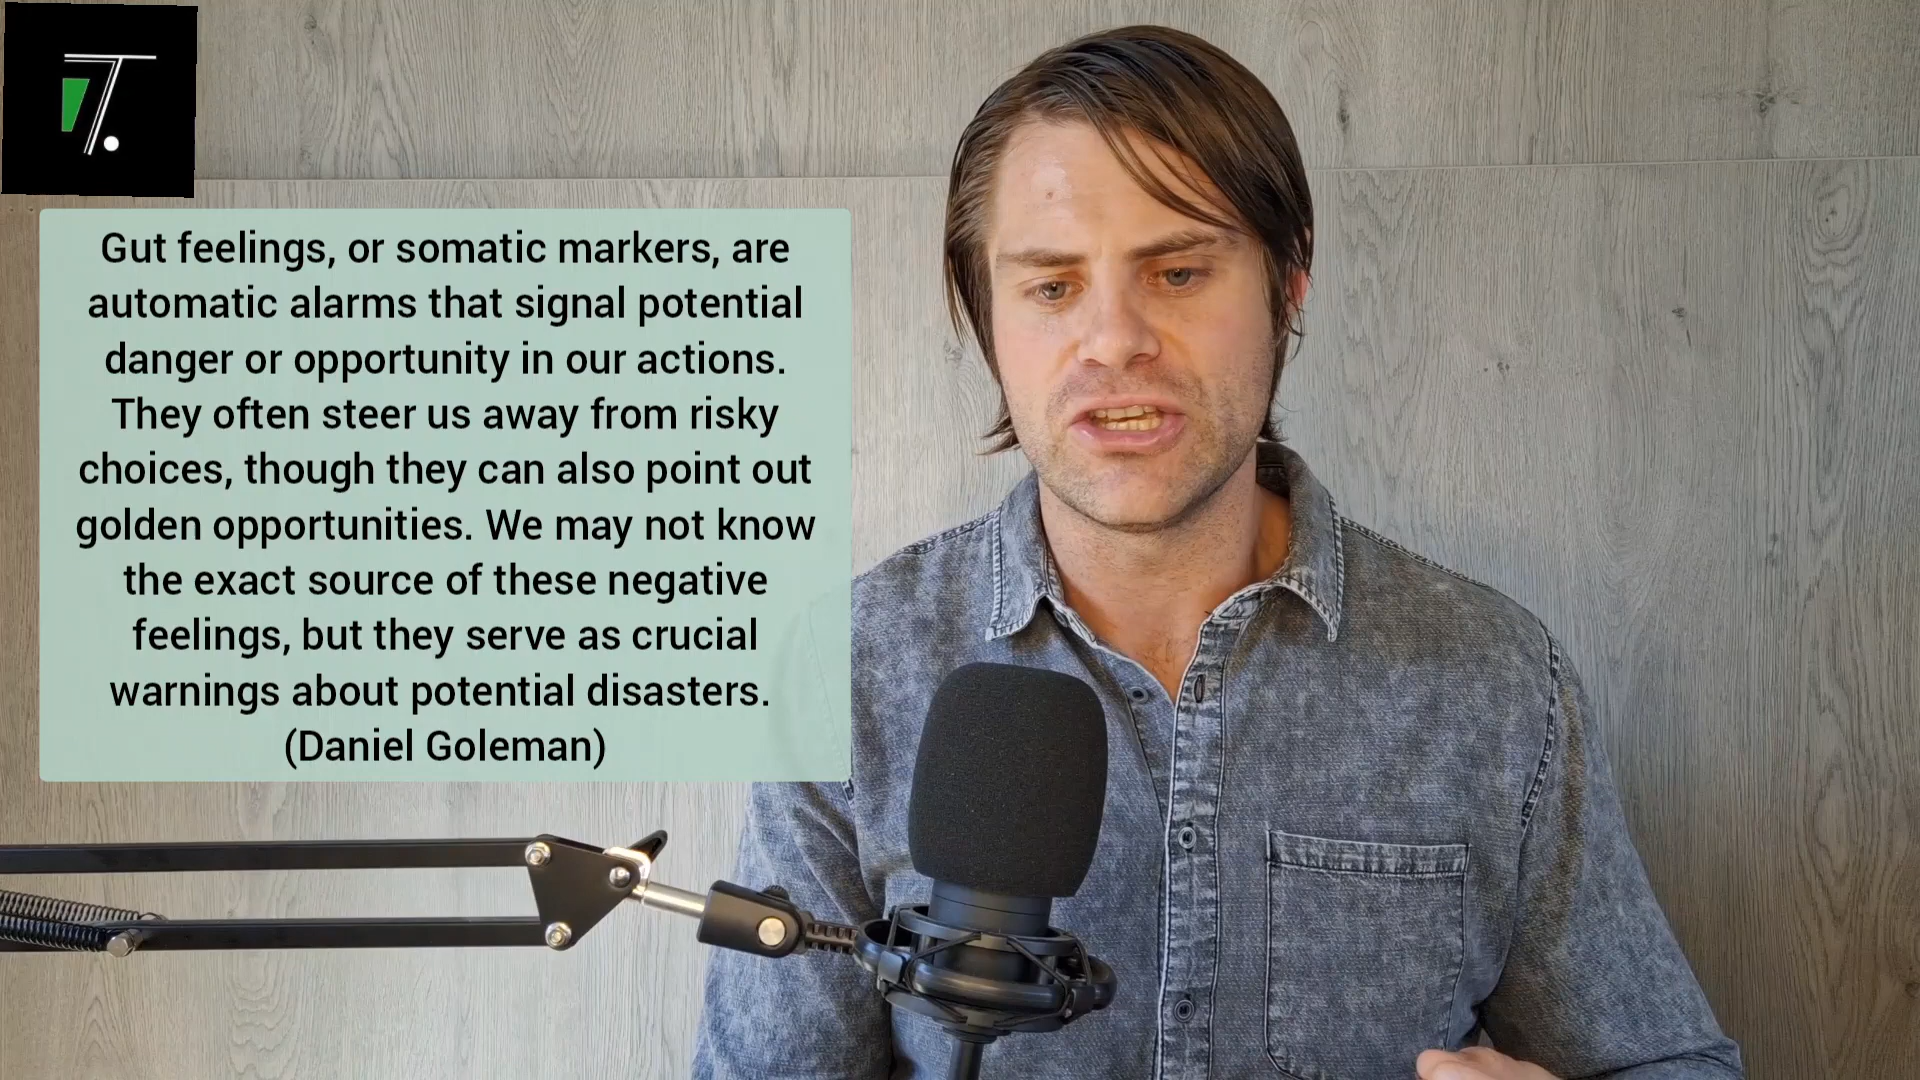 Gut feelings, or somatic markers, are
automatic alarms that signal potential
danger or opportunity in our actions.
They often steer us away from risky
choices, though they can also point out
golden opportunities. We may not know
the exact source of these negative
feelings, but they serve as crucial
warnings about potential disasters.
(Daniel Goleman)